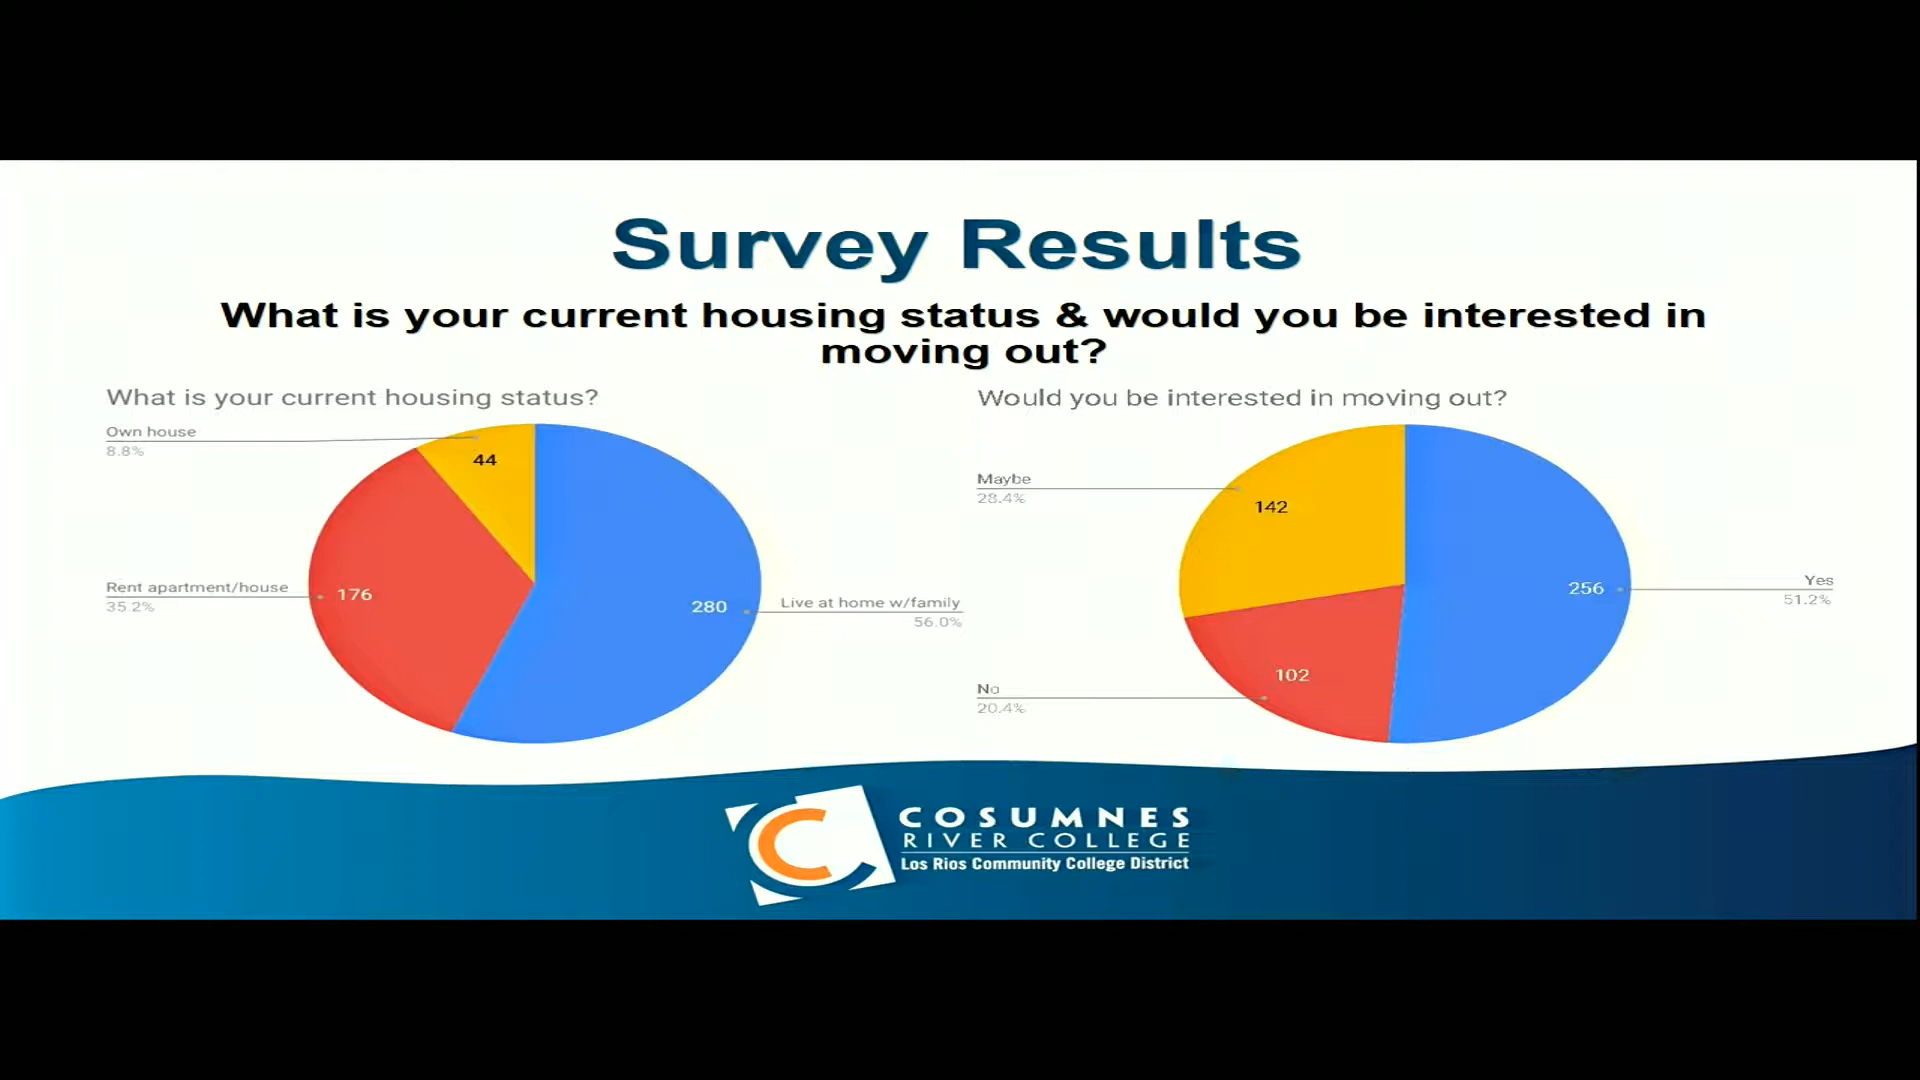 Survey Results
What is your current housing status & would you be interested in
moving out?
What is your current housing status?
Own house
8.8%
44
Rent apartment/house
35.2%
176
280
Live at home w/family
56.0%
Would you be interested in moving out?
Maybe
28.4%
142
256
Yes
51.2%
No
20.4%
102
COSUMNES
RIVER COLLEGE
Los Rios Community College District